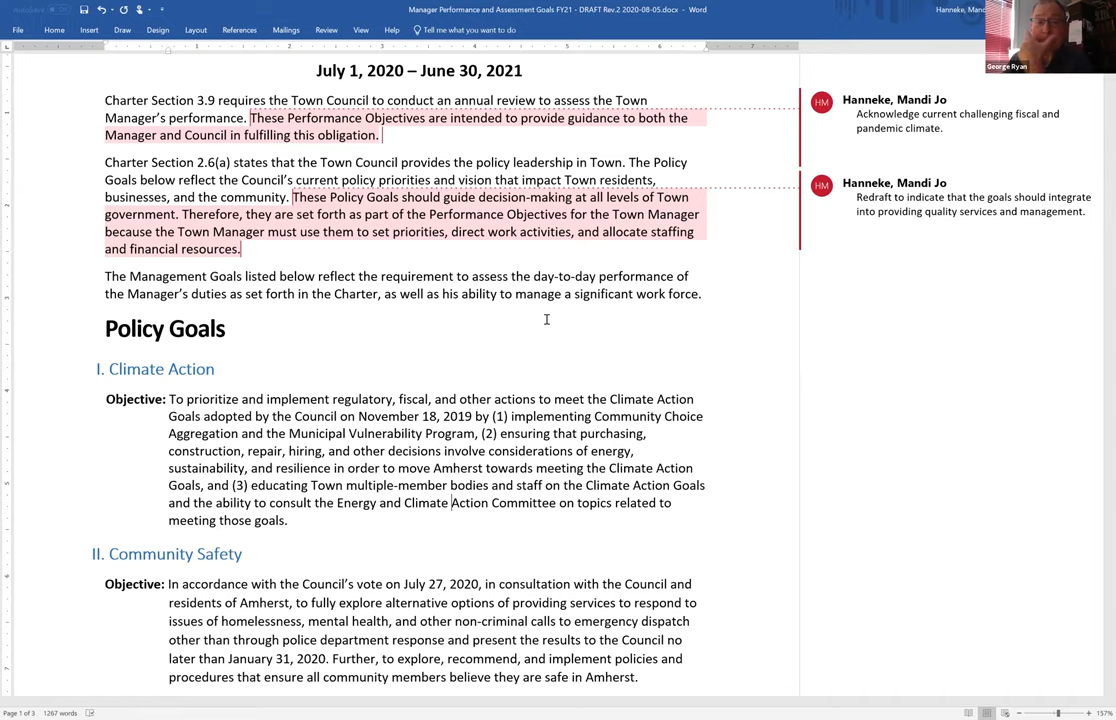 Manager Performance and Assessment Goals FY21 - DRAFT Rev.2 2020-08-05.docx - Word
Hanneke, Man
File Home Insert Draw Design Layout References Mailings Review View Help Tell me what you want to do
George Ryan
July 1, 2020 – June 30, 2021
Charter Section 3.9 requires the Town Council to conduct an annual review to assess the Town
Manager's performance. These Performance Objectives are intended to provide guidance to both the
Manager and Council in fulfilling this obligation.
Charter Section 2.6(a) states that the Town Council provides the policy leadership in Town. The Policy
Goals below reflect the Council's current policy priorities and vision that impact Town residents,
businesses, and the community. These Policy Goals should guide decision-making at all levels of Town
government. Therefore, they are set forth as part of the Performance Objectives for the Town Manager
because the Town Manager must use them to set priorities, direct work activities, and allocate staffing
and financial resources.
The Management Goals listed below reflect the requirement to assess the day-to-day performance of
the Manager's duties as set forth in the Charter, as well as his ability to manage a significant work force.
Policy Goals
I. Climate Action
Objective: To prioritize and implement regulatory, fiscal, and other actions to meet the Climate Action
Goals adopted by the Council on November 18, 2019 by (1) implementing Community Choice
Aggregation and the Municipal Vulnerability Program, (2) ensuring that purchasing,
construction, repair, hiring, and other decisions involve considerations of energy,
sustainability, and resilience in order to move Amherst towards meeting the Climate Action
Goals, and (3) educating Town multiple-member bodies and staff on the Climate Action Goals
and the ability to consult the Energy and Climate Action Committee on topics related to
meeting those goals.
II. Community Safety
Objective: In accordance with the Council's vote on July 27, 2020, in consultation with the Council and
residents of Amherst, to fully explore alternative options of providing services to respond to
issues of homelessness, mental health, and other non-criminal calls to emergency dispatch
other than through police department response and present the results to the Council no
later than January 31, 2020. Further, to explore, recommend, and implement policies and
procedures that ensure all community members believe they are safe in Amherst.
HM Hanneke, Mandi Jo
Acknowledge current challenging fiscal and
pandemic climate.
HM Hanneke, Mandi Jo
Redraft to indicate that the goals should integrate
into providing quality services and management.
Page 1 of 3 1267 words
157%